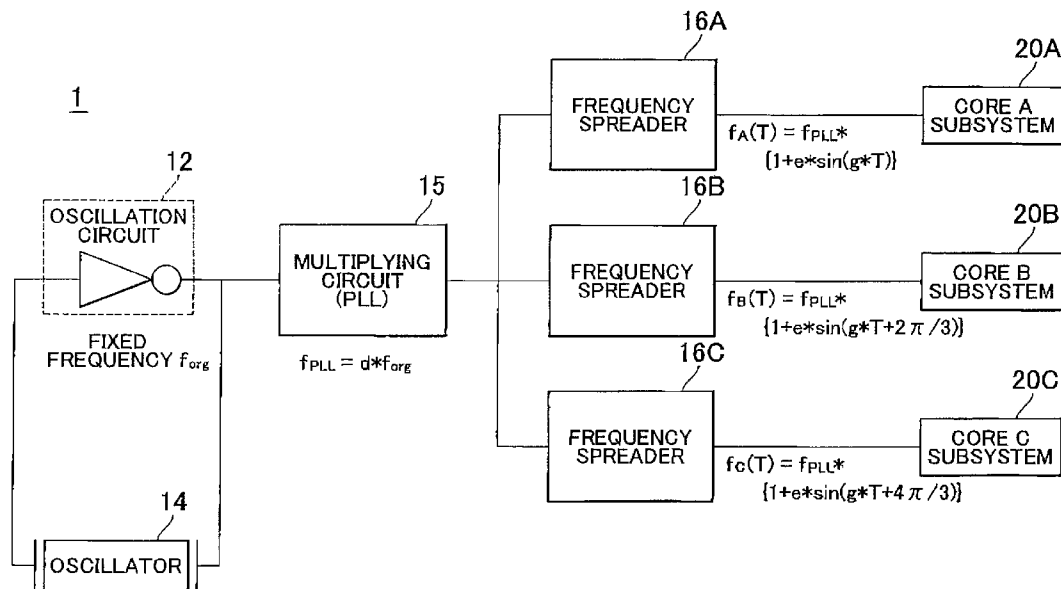 1
12
OSCILLATION
CIRCUIT
FIXED
FREQUENCY f_org
14
OSCILLATOR
15
MULTIPLYING
CIRCUIT
(PLL)
f_PLL = d*f_org
16A
FREQUENCY
SPREADER
f_A(T) = f_PLL*
{1+e*sin(g*T)}
20A
CORE A
SUBSYSTEM
16B
FREQUENCY
SPREADER
f_B(T) = f_PLL*
{1+e*sin(g*T+2π/3)}
20B
CORE B
SUBSYSTEM
16C
FREQUENCY
SPREADER
f_C(T) = f_PLL*
{1+e*sin(g*T+4π/3)}
20C
CORE C
SUBSYSTEM